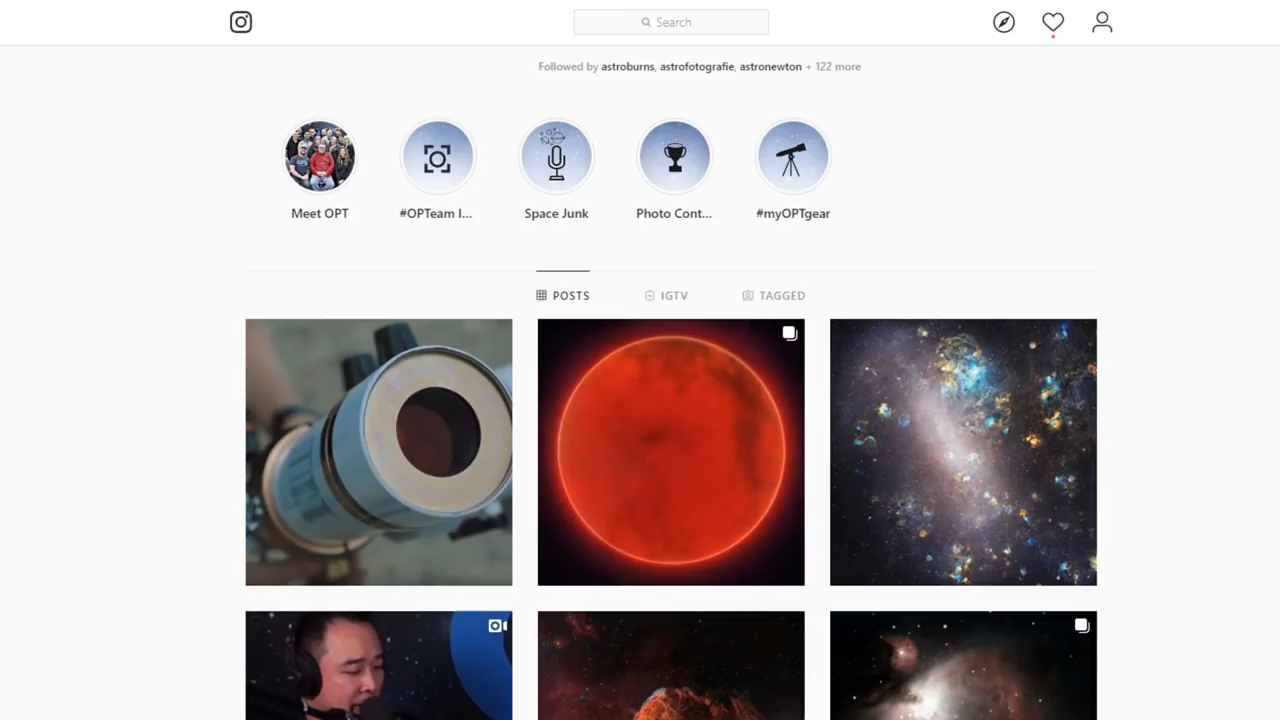 Search
Followed by astroburns, astrofotografie, astronewton + 122 more
Meet OPT
#OPTeam I...
Space Junk
Photo Cont...
#myOPTgear
POSTS
IGTV
TAGGED